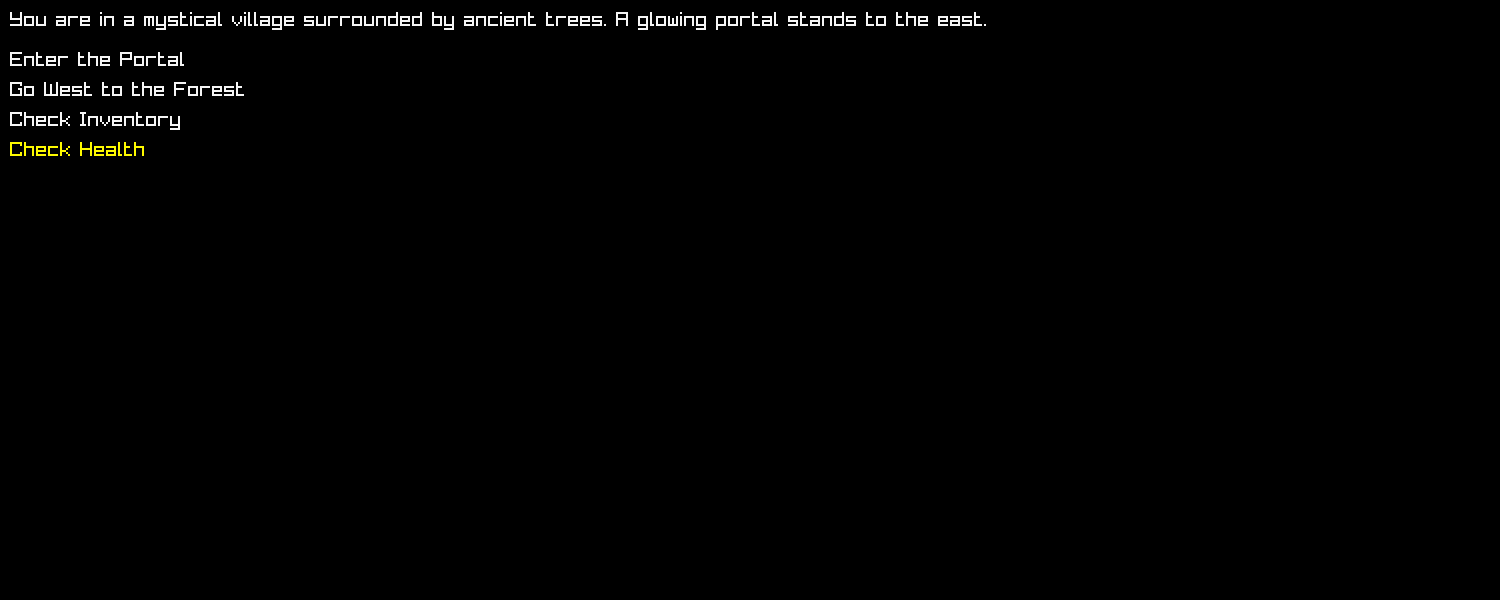 You are in a mystical village surrounded by ancient trees. A glowing portal stands to the east.
Enter the Portal
Go West to the Forest
Check Inventory
Check Health